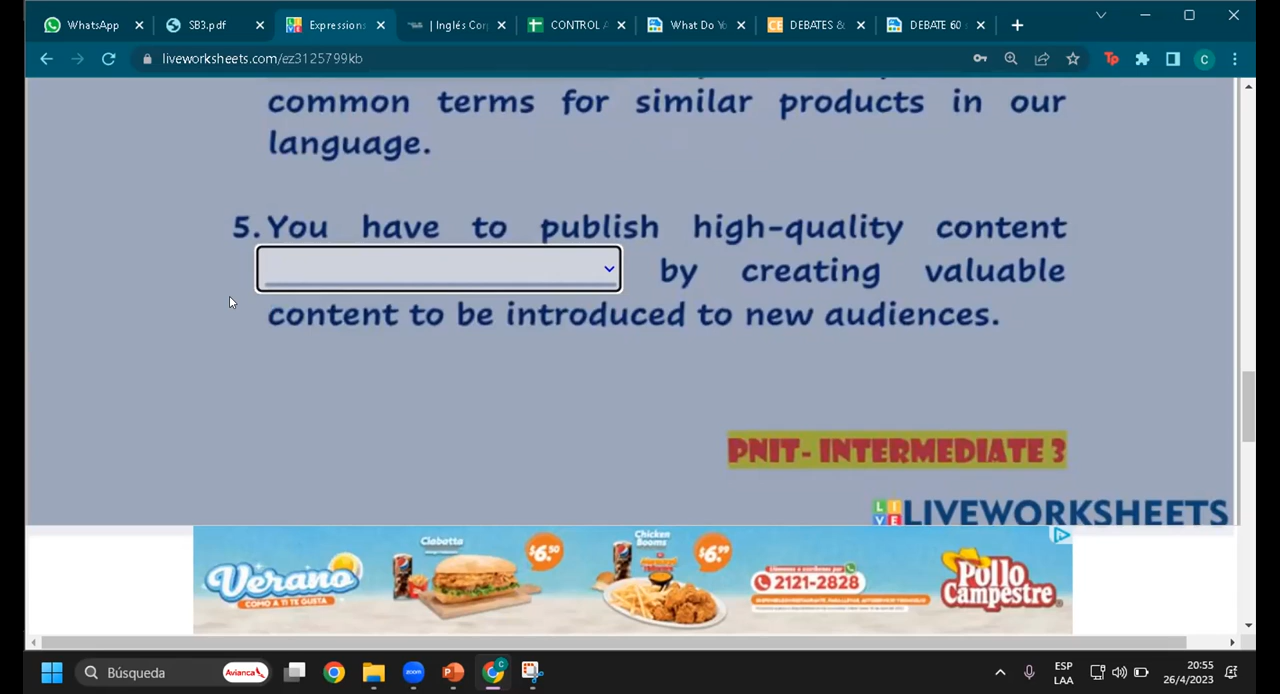 WhatsApp
SB3.pdf
Expressions
| Inglés Cor
CONTROL A
What Do Yo
DEBATES &
DEBATE 60
liveworksheets.com/ez3125799kb
common terms for similar products in our
language.
5. You have to publish high-quality content
by creating valuable
content to be introduced to new audiences.
PNIT- INTERMEDIATE 3
LIVEWORKSHEETS
Verano
COMO A TI TE GUSTA
Ciabatta
$6.50
Chicken
Booms
$6.99
2121-2828
Pollo
Campestre
Búsqueda
Avianca
zoom
ESP
LAA
20:55
26/4/2023